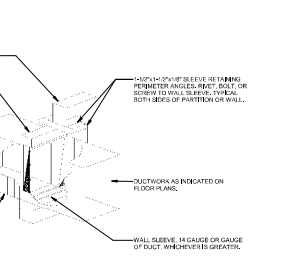 1-1/2"x1-1/2"x1/8" SLEEVE RETAINING
PERIMETER ANGLES. RIVET, BOLT, OR
SCREW TO WALL SLEEVE. TYPICAL
BOTH SIDES OF PARTITION OR WALL.
DUCTWORK AS INDICATED ON
FLOOR PLANS.
WALL SLEEVE, 14 GAUGE OR GAUGE
OF DUCT, WHICHEVER IS GREATER.